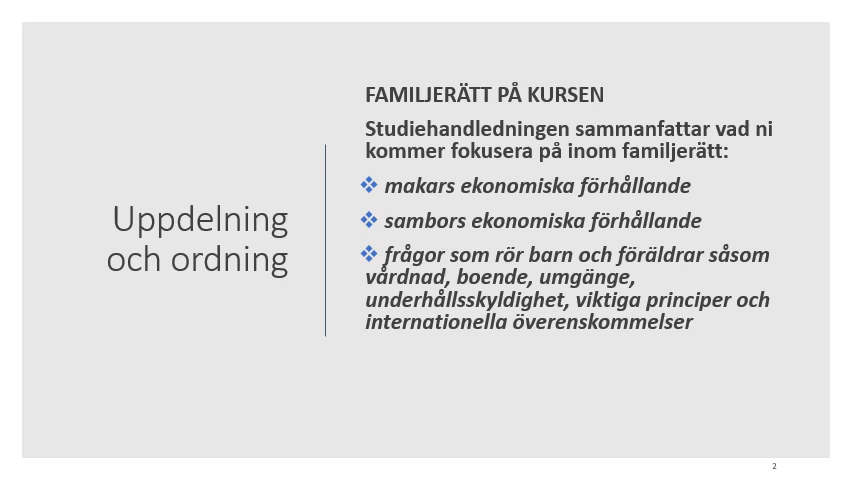 Uppdelning
och ordning
FAMILJERÄTT PÅ KURSEN
Studiehandledningen sammanfattar vad ni
kommer fokusera på inom familjerätt:
makars ekonomiska förhållande
sambors ekonomiska förhållande
frågor som rör barn och föräldrar såsom
vårdnad, boende, umgänge,
underhållsskyldighet, viktiga principer och
internationella överenskommelser
2